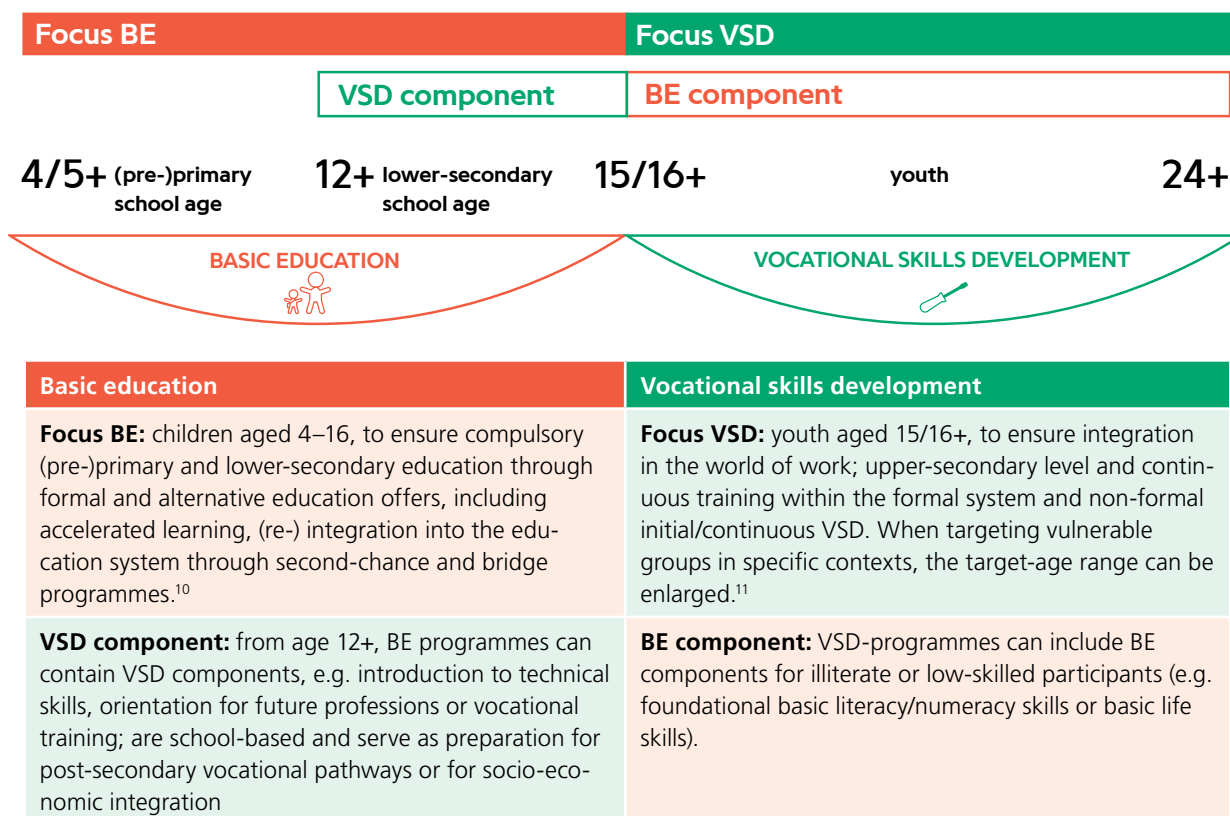 Focus BE
Focus VSD
VSD component
BE component
4/5+ (pre-)primary
school age
12+ lower-secondary
school age
15/16+
youth
24+
BASIC EDUCATION
VOCATIONAL SKILLS DEVELOPMENT
Basic education
Focus BE: children aged 4–16, to ensure compulsory
(pre-)primary and lower-secondary education through
formal and alternative education offers, including
accelerated learning, (re-) integration into the edu-
cation system through second-chance and bridge
programmes.¹⁰
VSD component: from age 12+, BE programmes can
contain VSD components, e.g. introduction to technical
skills, orientation for future professions or vocational
training; are school-based and serve as preparation for
post-secondary vocational pathways or for socio-eco-
nomic integration
Vocational skills development
Focus VSD: youth aged 15/16+, to ensure integration
in the world of work; upper-secondary level and contin-
uous training within the formal system and non-formal
initial/continuous VSD. When targeting vulnerable
groups in specific contexts, the target-age range can be
enlarged.¹¹
BE component: VSD-programmes can include BE
components for illiterate or low-skilled participants (e.g.
foundational basic literacy/numeracy skills or basic life
skills).